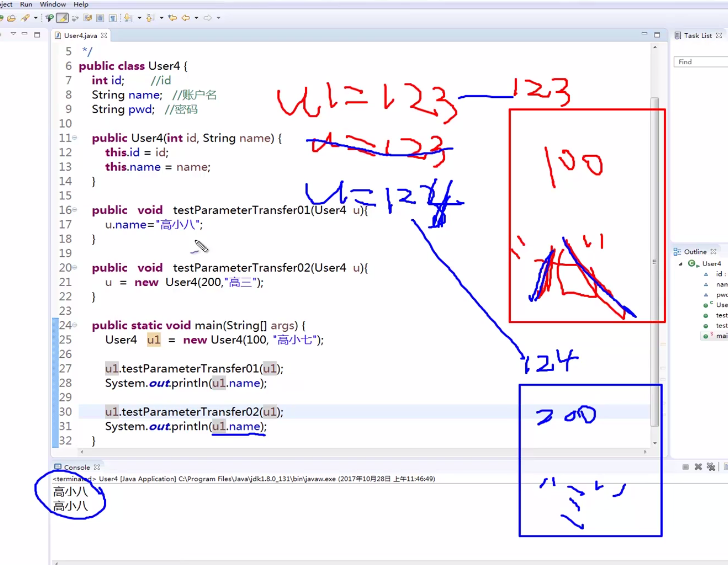 ject Run Window Help
User4.java
Task List
Find
5 */
6 public class User4 {
7 int id; //id
8 String name; //账户名
9 String pwd; //密码
10
11 public User4(int id, String name) {
12 this.id = id;
13 this.name = name;
14 }
15
16 public void testParameterTransfer01(User4 u){
17 u.name="高小八";
18 }
19
20 public void testParameterTransfer02(User4 u){
21 u = new User4(200,"高三");
22 }
23
24 public static void main(String[] args) {
25 User4 u1 = new User4(100, "高小七");
26
27 u1.testParameterTransfer01(u1);
28 System.out.println(u1.name);
29
30 u1.testParameterTransfer02(u1);
31 System.out.println(u1.name);
32 }
u1=123
123
u=123
100
124
200
Outline
User4
id :
nam
pwd
User
test
test
mai
Console
<terminated> User4 [Java Application] C:\Program Files\Java\jdk1.8.0_131\bin\javaw.exe (2017年10月28日 上午11:46:49)
高小八
高小八